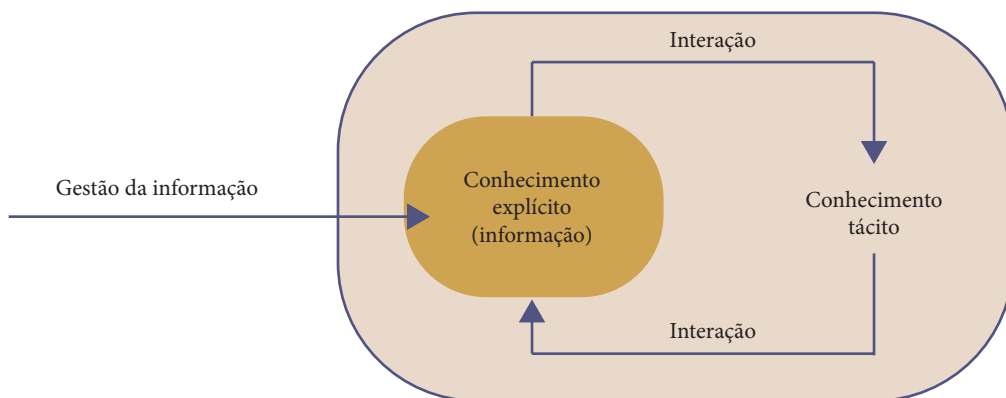 Interação
Gestão da informação
Conhecimento
explícito
(informação)
Conhecimento
tácito
Interação